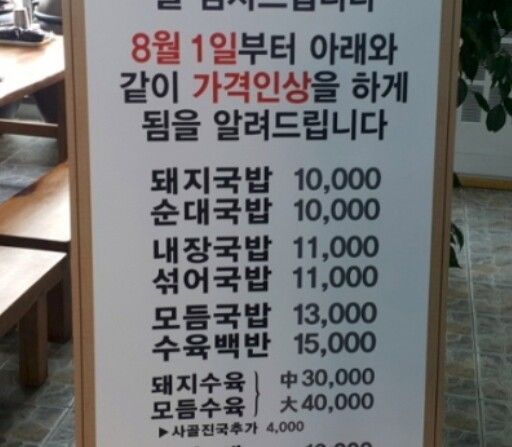 8월 1일부터 아래와
같이 가격인상을 하게
됨을 알려드립니다
돼지국밥 10,000
순대국밥 10,000
내장국밥 11,000
섞어국밥 11,000
모듬국밥 13,000
수육백반 15,000
돼지수육 中 30,000
모듬수육 大 40,000
▶사골진국추가 4,000